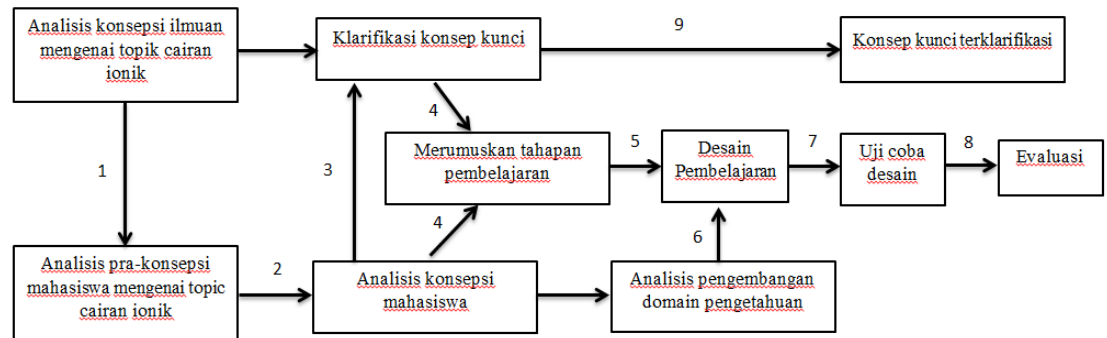 Analisis konsepsi ilmuan
mengenai topik cairan
ionik
Klarifikasi konsep kunci
9
Konsep kunci terklarifikasi
4
1
3
Merumuskan tahapan
pembelajaran
5
Desain
Pembelajaran
7
Uji coba
desain
8
Evaluasi
4
6
Analisis pra-konsepsi
mahasiswa mengenai topic
cairan ionik
2
Analisis konsepsi
mahasiswa
Analisis pengembangan
domain pengetahuan